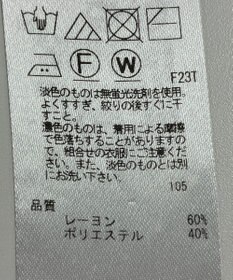 F W
F23T
淡色のものは無蛍光洗剤を使用。
よくすすぎ、絞りの後すぐに干
すこと。
濃色のものは、着用による摩擦
で色落ちすることがありますの
で、組合せの衣服にご注意くだ
さい。また、淡色のものとは別
にお洗い下さい。
105
品質
レーヨン 60%
ポリエステル 40%